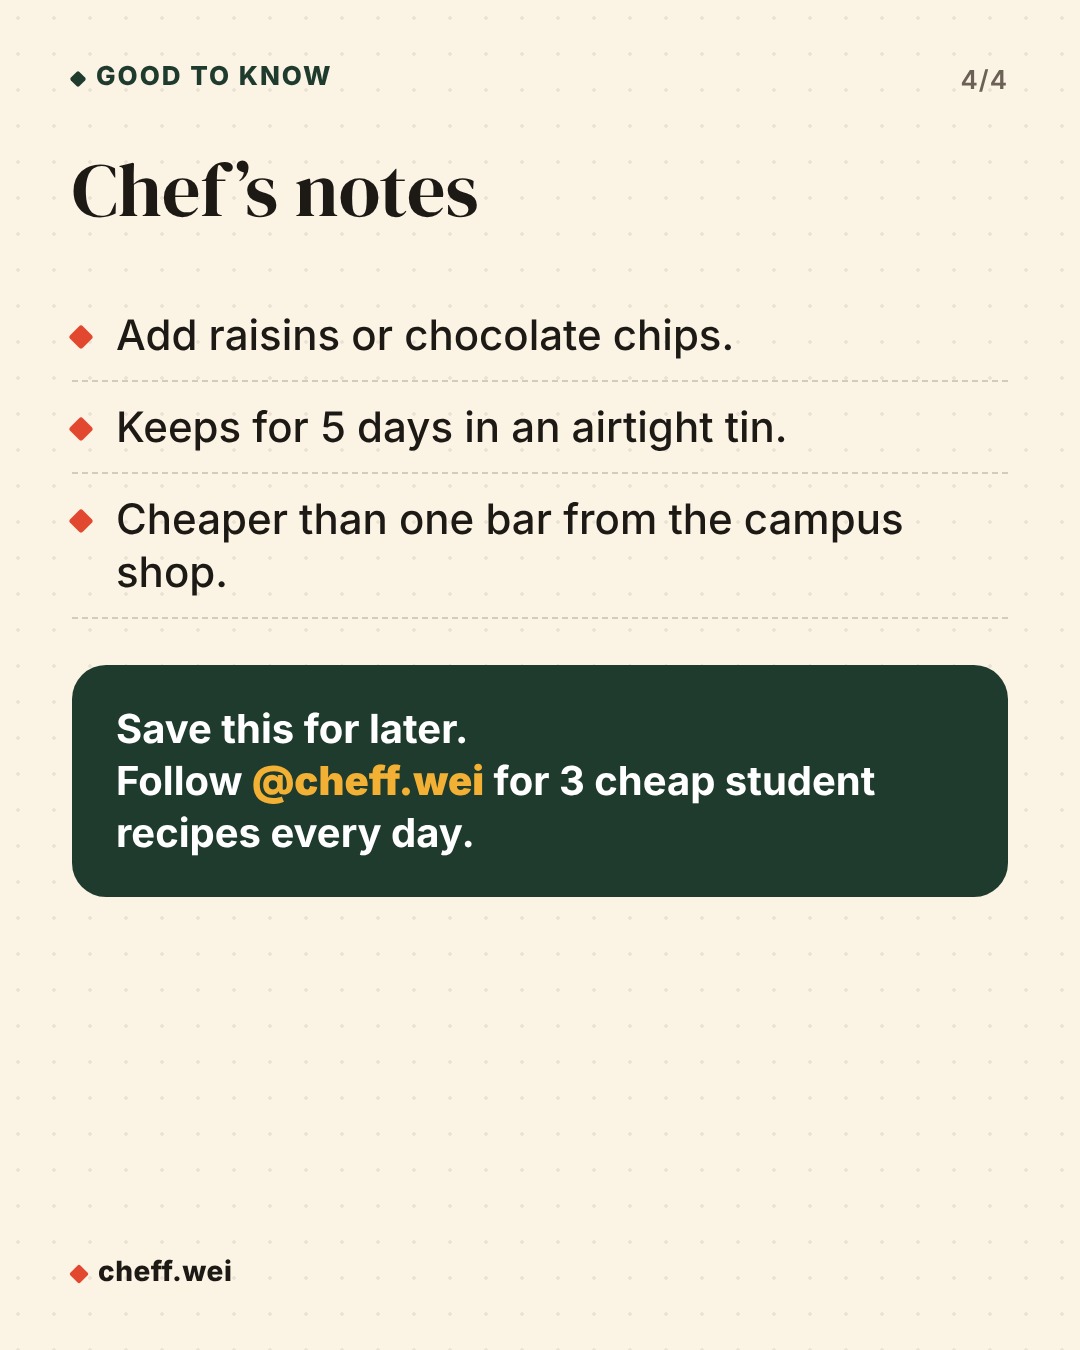 GOOD TO KNOW
4/4
Chef’s notes
Add raisins or chocolate chips.
Keeps for 5 days in an airtight tin.
Cheaper than one bar from the campus
shop.
Save this for later.
Follow @cheff.wei for 3 cheap student
recipes every day.
cheff.wei